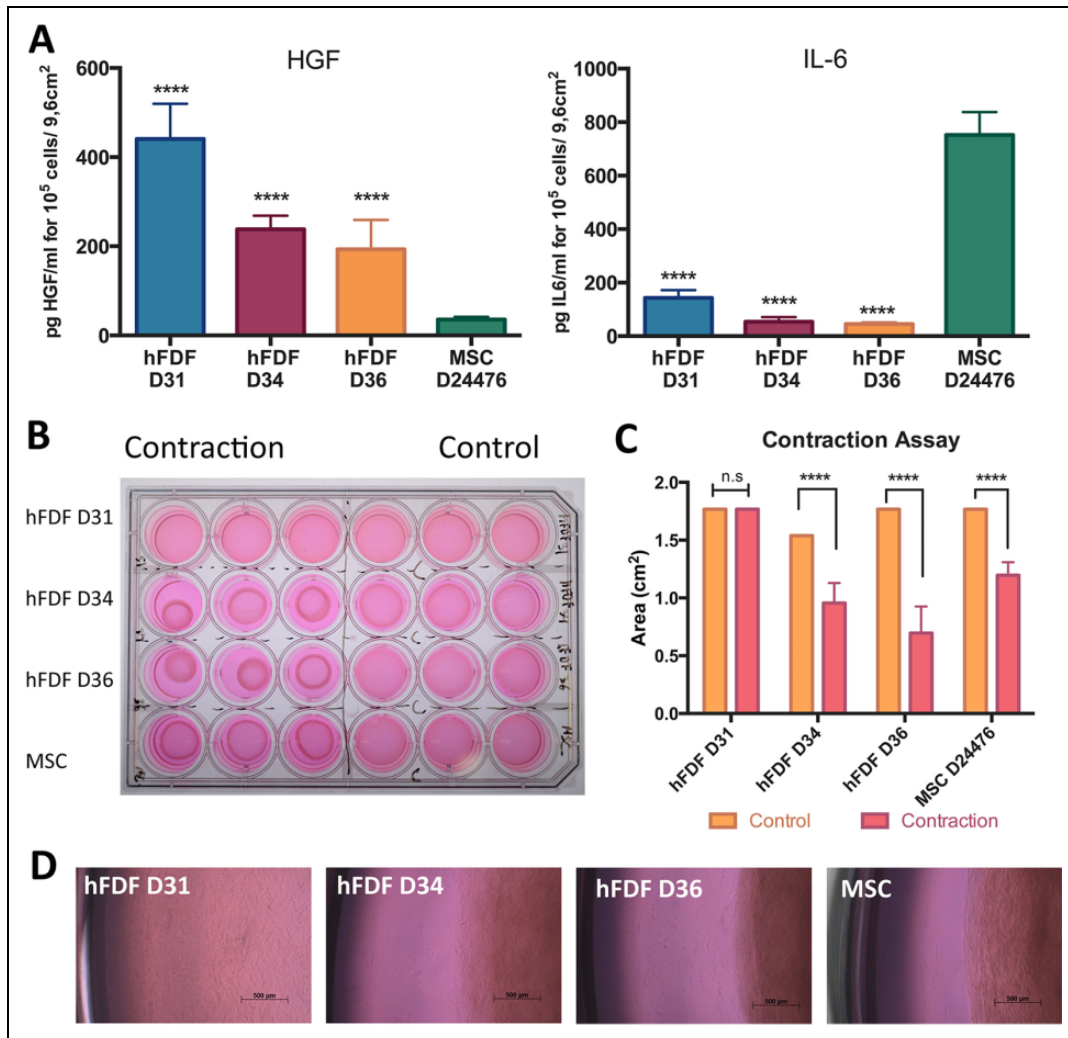 A
HGF
pg HGF/ml for 10⁵ cells/ 9,6cm²
600
400
200
0
****
****
****
hFDF D31
hFDF D34
hFDF D36
MSC D24476
IL-6
pg IL6/ml for 10⁵ cells/ 9,6cm²
1000
800
600
400
200
0
****
****
****
hFDF D31
hFDF D34
hFDF D36
MSC D24476
B
Contraction
Control
hFDF D31
hFDF D34
hFDF D36
MSC
C
Contraction Assay
Area (cm²)
2.0
1.5
1.0
0.5
0.0
n.s
****
****
****
hFDF D31
hFDF D34
hFDF D36
MSC D24476
Control
Contraction
D
hFDF D31
500 µm
hFDF D34
500 µm
hFDF D36
500 µm
MSC
500 µm